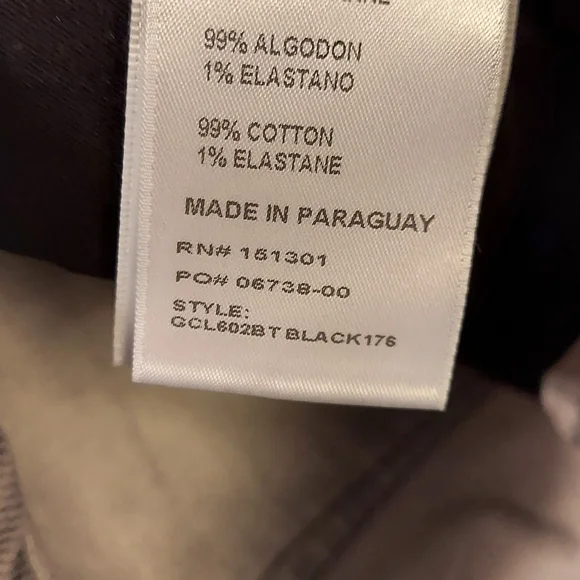 99% ALGODON
1% ELASTANO
99% COTTON
1% ELASTANE
MADE IN PARAGUAY
RN# 151301
PO# 06738-00
STYLE:
GCL602BT BLACK176